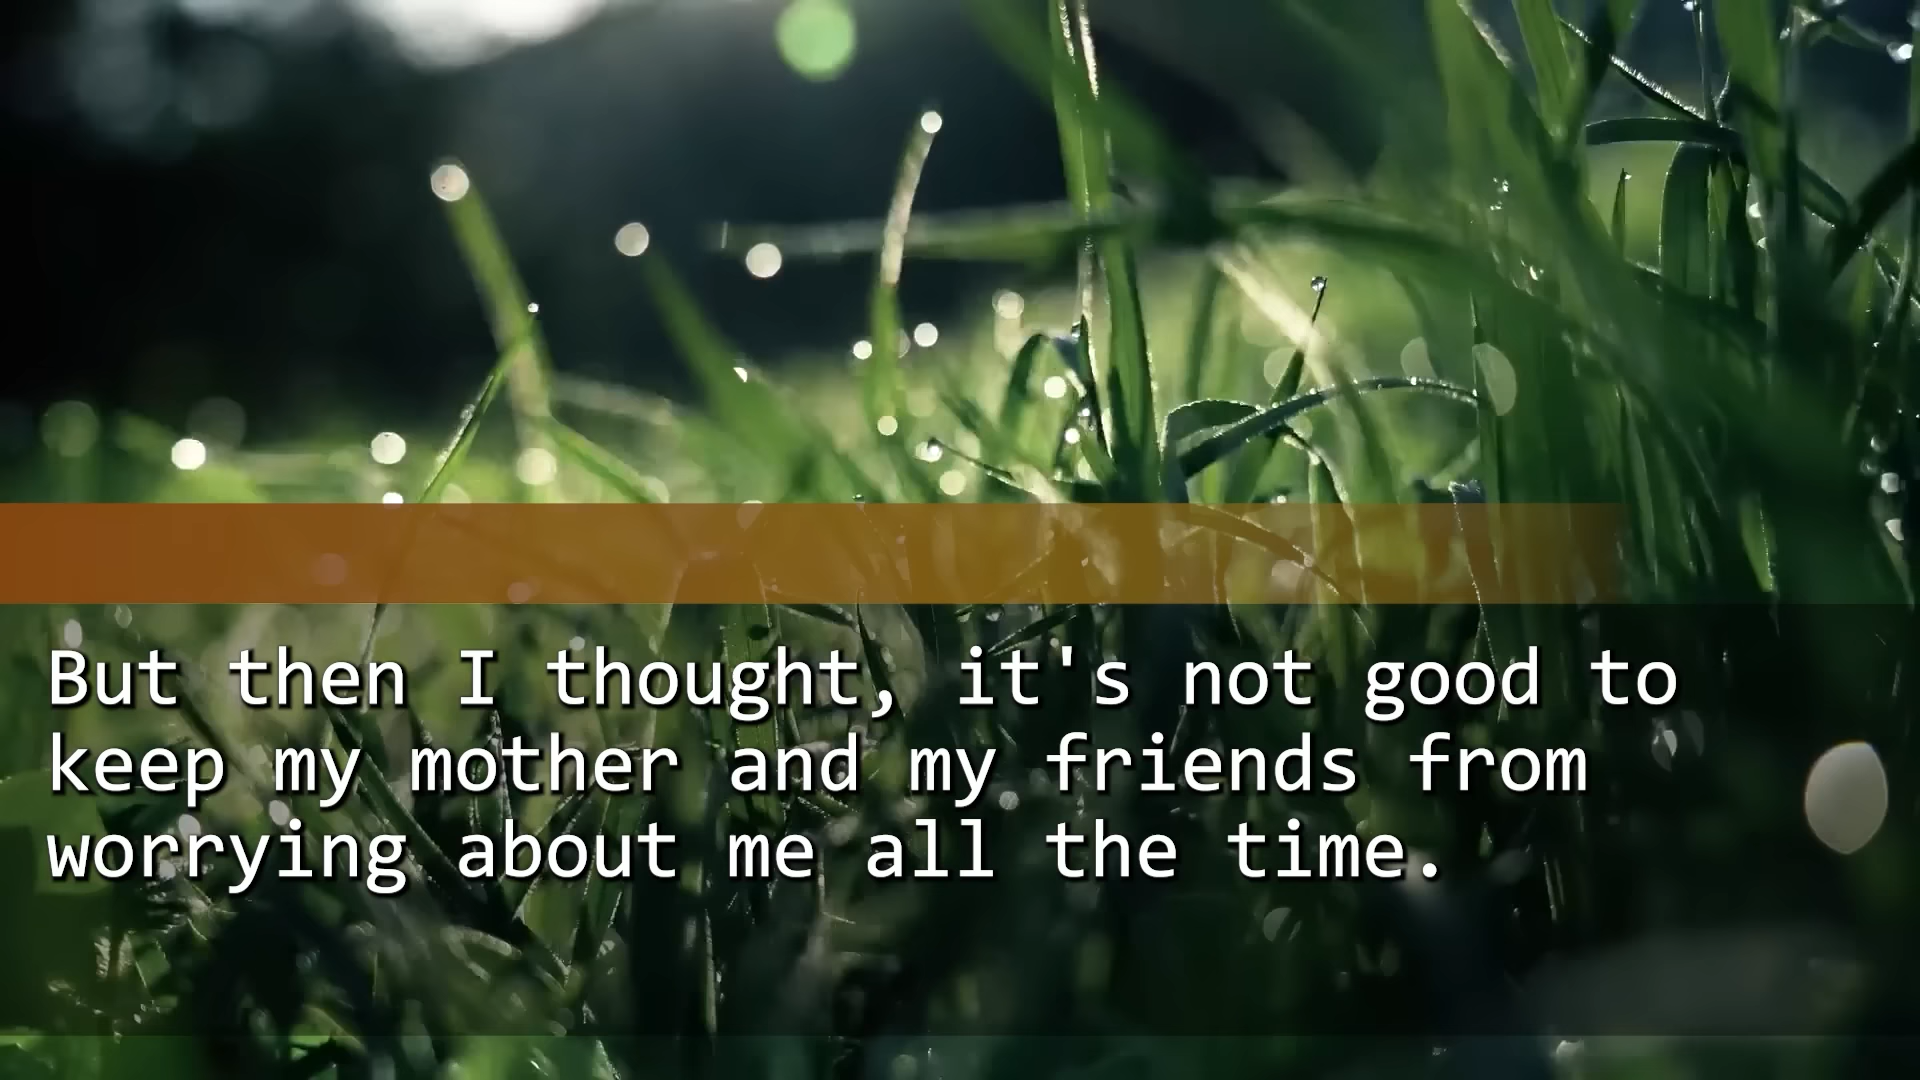 But then I thought, it's not good to
keep my mother and my friends from
worrying about me all the time.